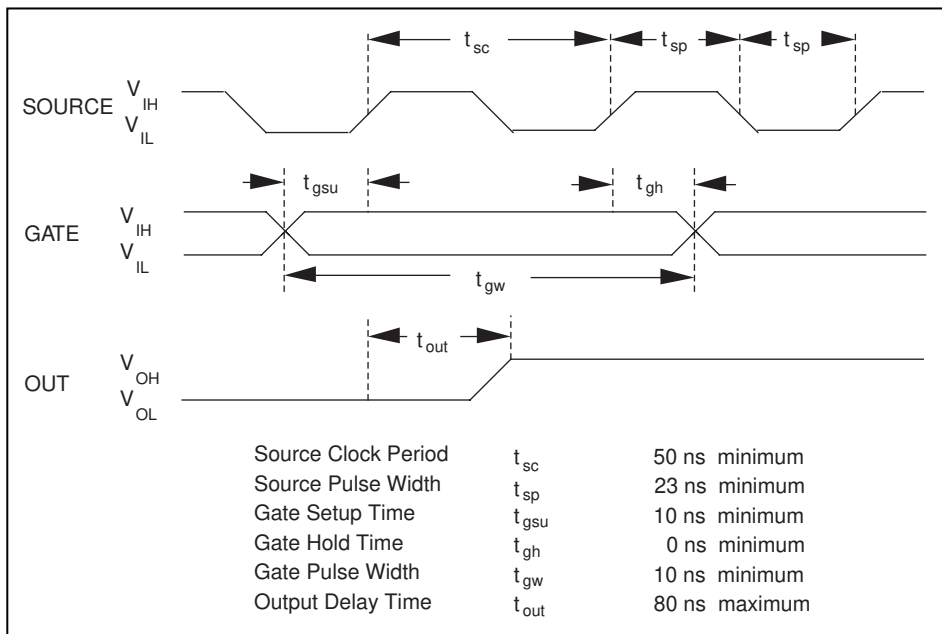 t sc t sp t sp
SOURCE V IH
V IL
t gsu t gh
GATE V IH
V IL
t gw
t out
OUT V OH
V OL
Source Clock Period t sc 50 ns minimum
Source Pulse Width t sp 23 ns minimum
Gate Setup Time t gsu 10 ns minimum
Gate Hold Time t gh 0 ns minimum
Gate Pulse Width t gw 10 ns minimum
Output Delay Time t out 80 ns maximum